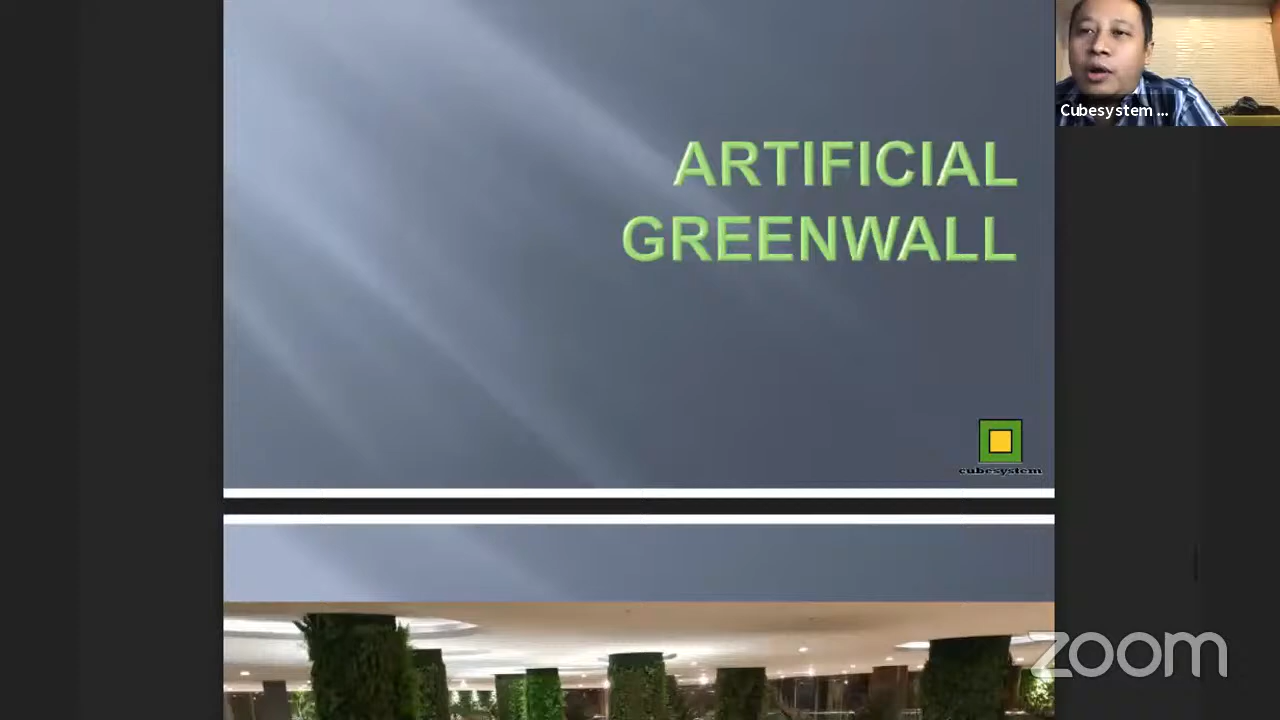 Cubesystem ...
ARTIFICIAL
GREENWALL
cubesystem
zoom